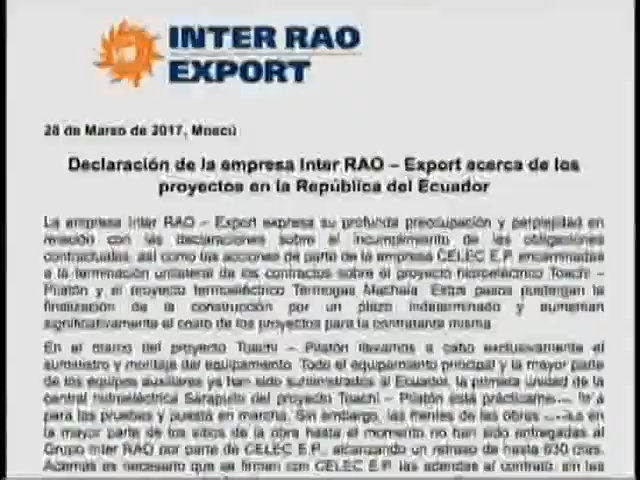 INTER RAO
EXPORT
28 de Marzo de 2017, Moscú
Declaración de la empresa Inter RAO – Export acerca de los
proyectos en la República del Ecuador
La empresa Inter RAO – Export expresa su profunda preocupación y perplejidad en
relación con las declaraciones sobre el incumplimiento de las obligaciones
contractuales, así como las acciones de parte de la empresa CELEC E.P. encaminadas
a la terminación unilateral de los contractos sobre el proyecto hidroeléctrico Toachi –
Pilatón y el proyecto termoeléctrico Termogas Machala. Estos pasos postergan la
finalización de la construcción por un plazo indeterminado y aumentan
significativamente el costo de los proyectos para la contratante misma.
En el marco del proyecto Toachi – Pilatón llevamos a cabo exclusivamente el
suministro y montaje del equipamiento. Todo el equipamiento principal y la mayor parte
de los equipos auxiliares ya han sido suministrados al Ecuador, la primera unidad de la
central hidroeléctrica Sarapullo del proyecto Toachi – Pilatón está
para las pruebas y puesta en marcha. Sin embargo, los frentes de las obras en
la mayor parte de los sitios de la obra hasta el momento no han sido entregadas al
Grupo Inter RAO por parte de CELEC E.P., alcanzando un retraso de hasta 630 días.
Además es necesario que se firmen con CELEC E.P. las adendas al contrato, sin las